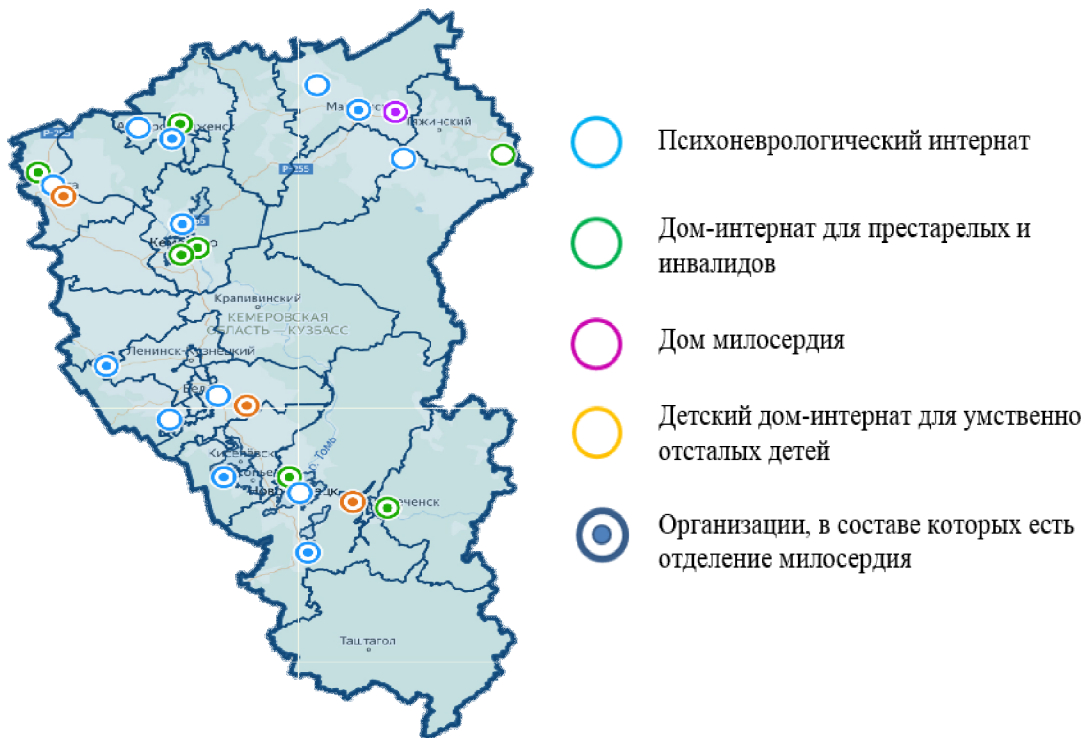 Р-255
Тяжинский
Р-255
Крапивинский
КЕМЕРОВСКАЯ
ОБЛАСТЬ — КУЗБАСС
Ленинск-Кузнецкий
р. Томь
Таштагол
Психоневрологический интернат
Дом-интернат для престарелых и
инвалидов
Дом милосердия
Детский дом-интернат для умственно
отсталых детей
Организации, в составе которых есть
отделение милосердия